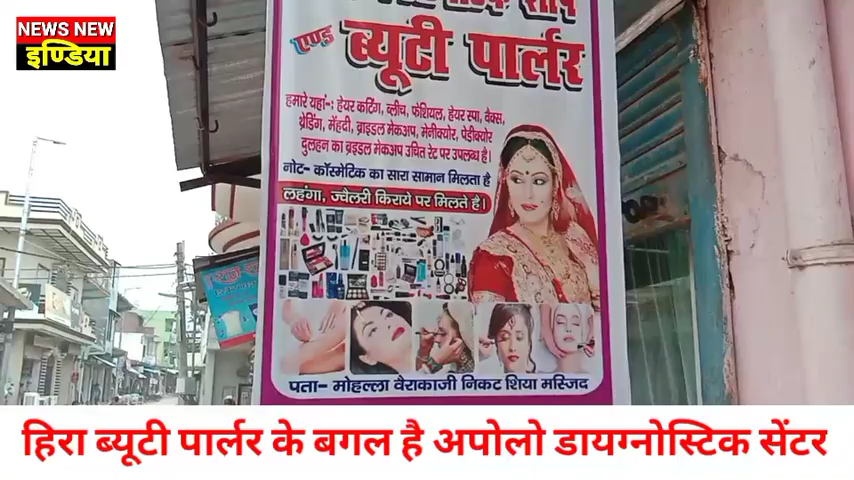 NEWS NEW
इण्डिया
एण्ड
ब्यूटी पार्लर
हमारे यहां-: हेयर कटिंग, ब्लीच, फेशियल, हेयर स्पा, वैक्स,
थ्रेडिंग, मेंहदी, ब्राइडल मेकअप, मेनीक्योर, पेडीक्योर
दुलहन का ब्रइडल मेकअप उचित रेट पर उपलब्ध है।
नोट- कॉस्मेटिक का सारा सामान मिलता है
लहंगा, ज्वैलरी किराये पर मिलते है।
पता- मोहल्ला वैराकाजी निकट शिया मस्जिद
हिरा ब्यूटी पार्लर के बगल है अपोलो डायग्नोस्टिक सेंटर